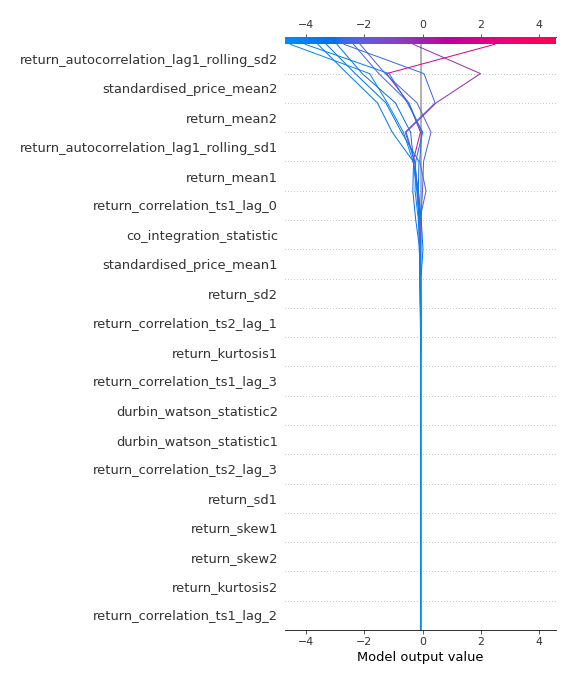 −4 −2 0 2 4
return_autocorrelation_lag1_rolling_sd2
standardised_price_mean2
return_mean2
return_autocorrelation_lag1_rolling_sd1
return_mean1
return_correlation_ts1_lag_0
co_integration_statistic
standardised_price_mean1
return_sd2
return_correlation_ts2_lag_1
return_kurtosis1
return_correlation_ts1_lag_3
durbin_watson_statistic2
durbin_watson_statistic1
return_correlation_ts2_lag_3
return_sd1
return_skew1
return_skew2
return_kurtosis2
return_correlation_ts1_lag_2
−4 −2 0 2 4
Model output value